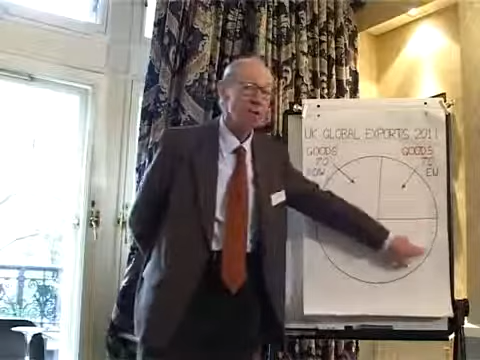 UK GLOBAL EXPORTS 2011
GOODS
TO
ROW
GOODS
TO
EU